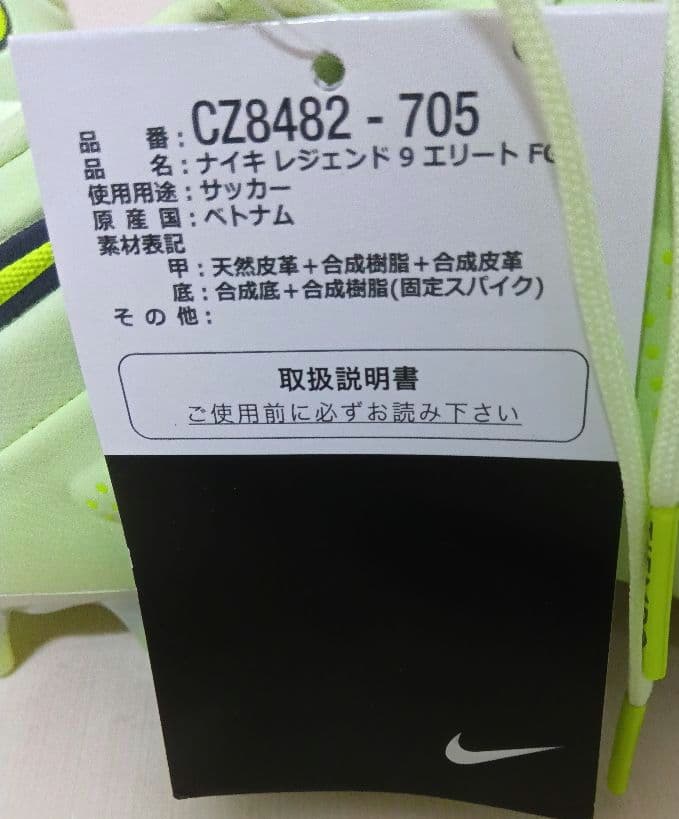 品 番：CZ8482 - 705
品 名：ナイキ レジェンド 9 エリート FG
使用用途：サッカー
原 産 国：ベトナム
素材表記
甲：天然皮革＋合成樹脂＋合成皮革
底：合成底＋合成樹脂(固定スパイク)
そ の 他：
取扱説明書
ご使用前に必ずお読み下さい